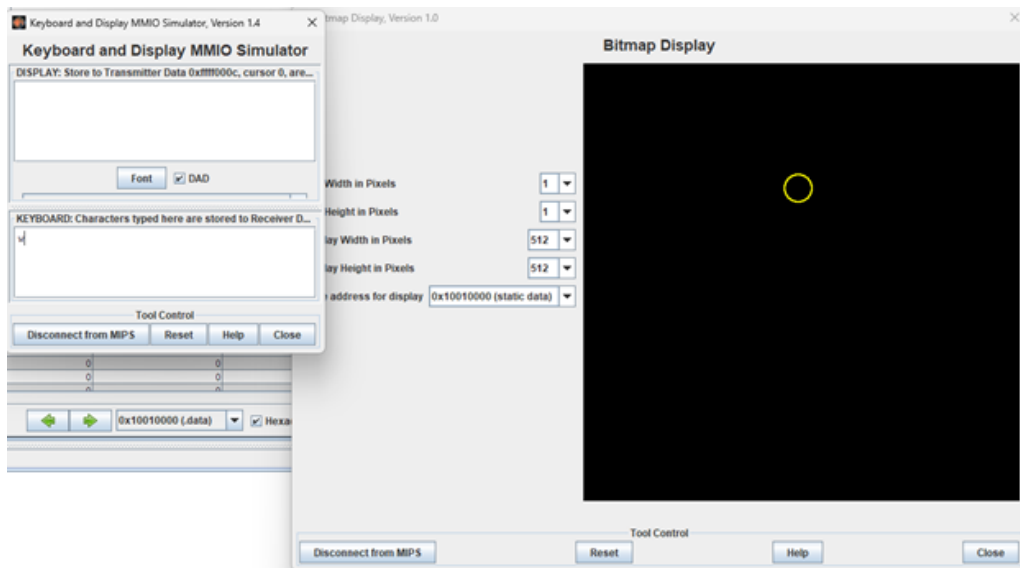 Keyboard and Display MMIO Simulator, Version 1.4
Keyboard and Display MMIO Simulator
DISPLAY: Store to Transmitter Data 0xffff000c, cursor 0, are...
Font
DAD
KEYBOARD: Characters typed here are stored to Receiver D...
w
Tool Control
Disconnect from MIPS
Reset
Help
Close
0 0
0 0
0x10010000 (.data)
Hexa
tmap Display, Version 1.0
Bitmap Display
Width in Pixels 1
Height in Pixels 1
lay Width in Pixels 512
lay Height in Pixels 512
address for display 0x10010000 (static data)
Tool Control
Disconnect from MIPS
Reset
Help
Close